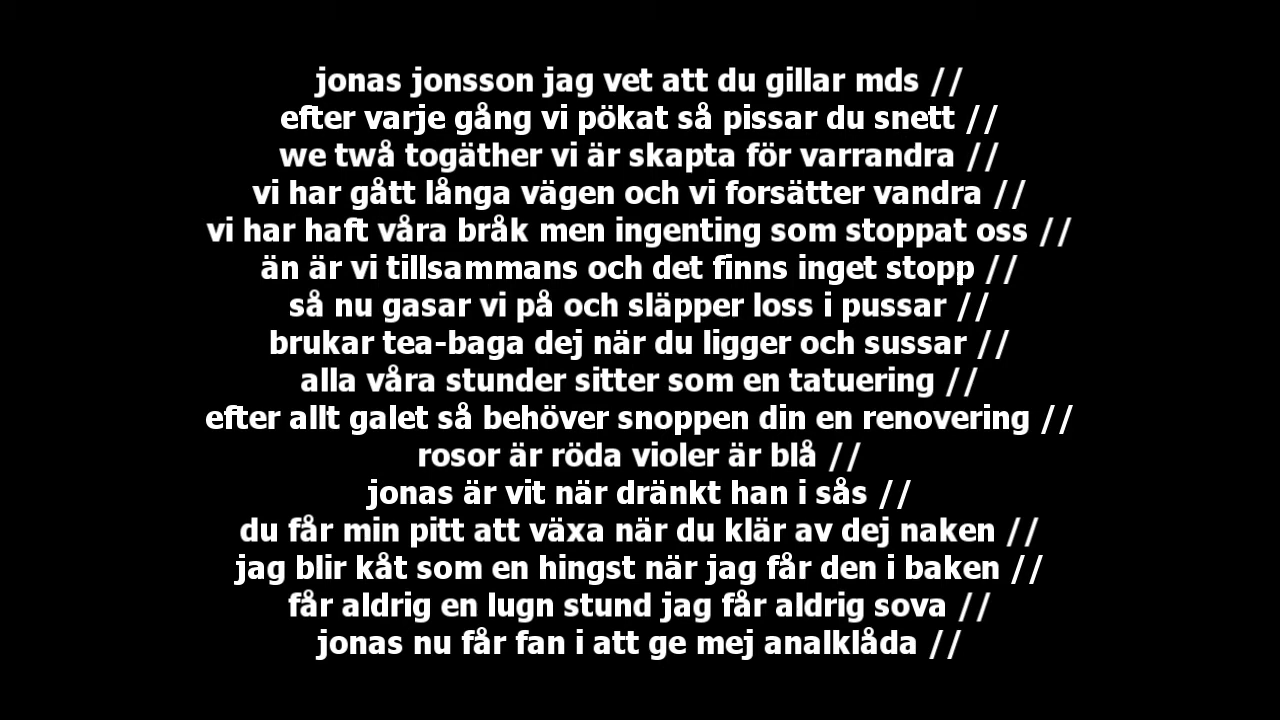 jonas jonsson jag vet att du gillar mds //
efter varje gång vi pökat så pissar du snett //
we twå togäther vi är skapta för varrandra //
vi har gått långa vägen och vi forsätter vandra //
vi har haft våra bråk men ingenting som stoppat oss //
än är vi tillsammans och det finns inget stopp //
så nu gasar vi på och släpper loss i pussar //
brukar tea-baga dej när du ligger och sussar //
alla våra stunder sitter som en tatuering //
efter allt galet så behöver snoppen din en renovering //
rosor är röda violer är blå //
jonas är vit när dränkt han i sås //
du får min pitt att växa när du klär av dej naken //
jag blir kåt som en hingst när jag får den i baken //
får aldrig en lugn stund jag får aldrig sova //
jonas nu får fan i att ge mej analklåda //